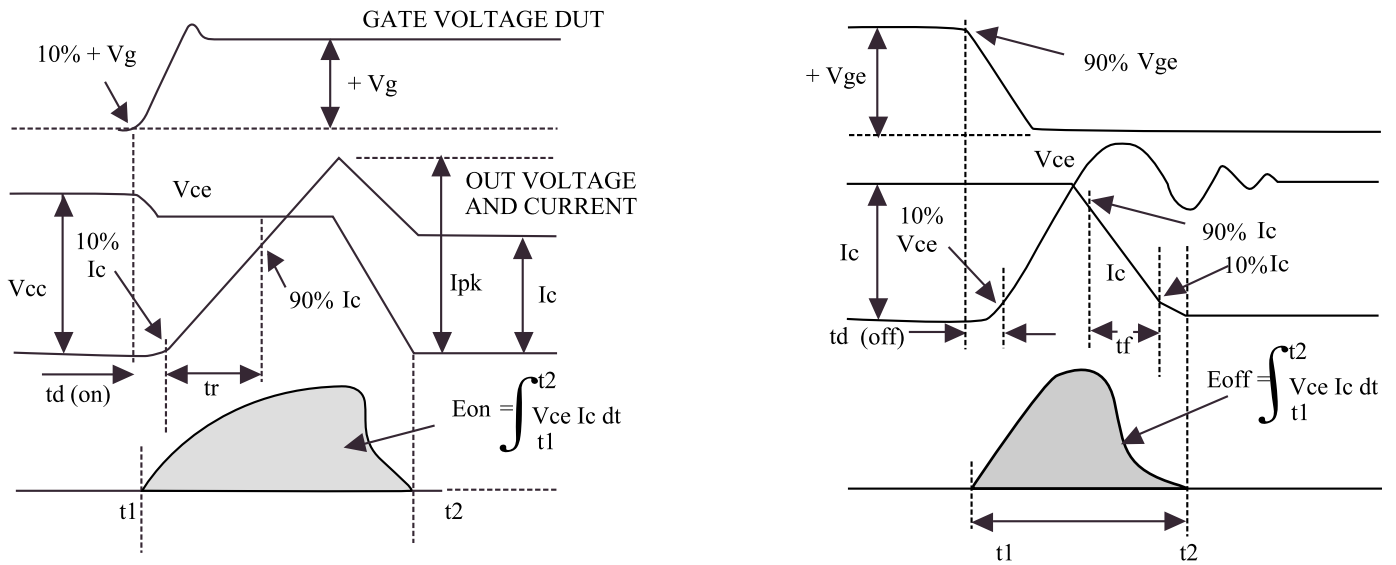 GATE VOLTAGE DUT
10% + Vg
+ Vg
Vce
OUT VOLTAGE
AND CURRENT
10%
Ic
Vcc
90% Ic
Ipk
Ic
td (on)
tr
Eon = ∫ t2
Vce Ic dt
t1
t1
t2
90% Vge
+ Vge
Vce
10%
Vce
90% Ic
Ic
Ic
10% Ic
td (off)
tf
Eoff = ∫ t2
Vce Ic dt
t1
t1
t2